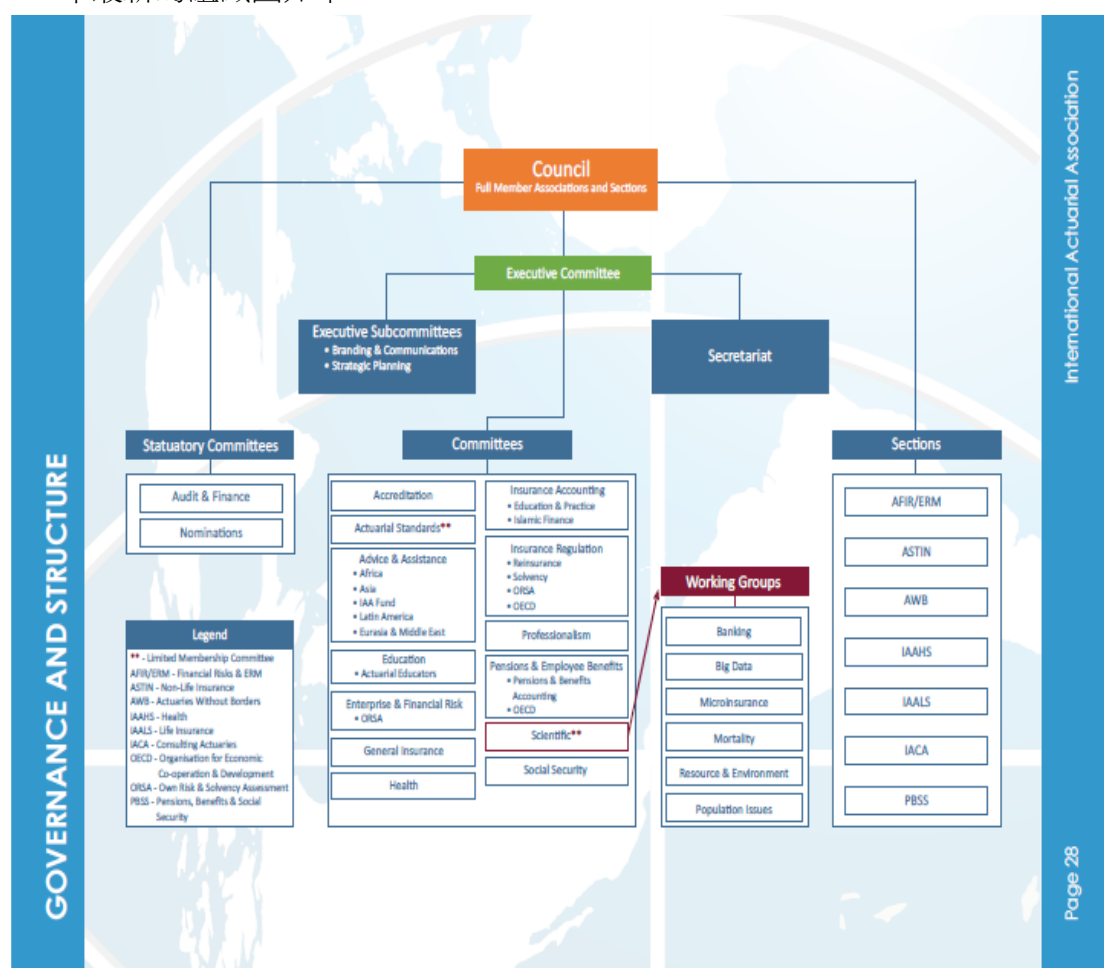 International Actuarial Association
Council
Full Member Associations and Sections
Executive Committee
Executive Subcommittees
• Branding & Communications
• Strategic Planning
Secretariat
Statuatory Committees
Audit & Finance
Nominations
Committees
Accreditation
Actuarial Standards**
Advice & Assistance
• Africa
• Asia
• IAA Fund
• Latin America
• Eurasia & Middle East
Education
• Actuarial Educators
Enterprise & Financial Risk
• ORSA
General Insurance
Health
Insurance Accounting
• Education & Practice
• Islamic Finance
Insurance Regulation
• Reinsurance
• Solvency
• ORSA
• OECD
Professionalism
Pensions & Employee Benefits
• Pensions & Benefits
Accounting
• OECD
Scientific**
Social Security
Working Groups
Banking
Big Data
Microinsurance
Mortality
Resource & Environment
Population Issues
Sections
AFIR/ERM
ASTIN
AWB
IAAHS
IAALS
IACA
PBSS
Legend
** - Limited Membership Committee
AFIR/ERM - Financial Risks & ERM
ASTIN - Non-Life Insurance
AWB - Actuaries Without Borders
IAAHS - Health
IAALS - Life Insurance
IACA - Consulting Actuaries
OECD - Organisation for Economic
Co-operation & Development
ORSA - Own Risk & Solvency Assessment
PBSS - Pensions, Benefits & Social
Security
GOVERNANCE AND STRUCTURE
Page 28